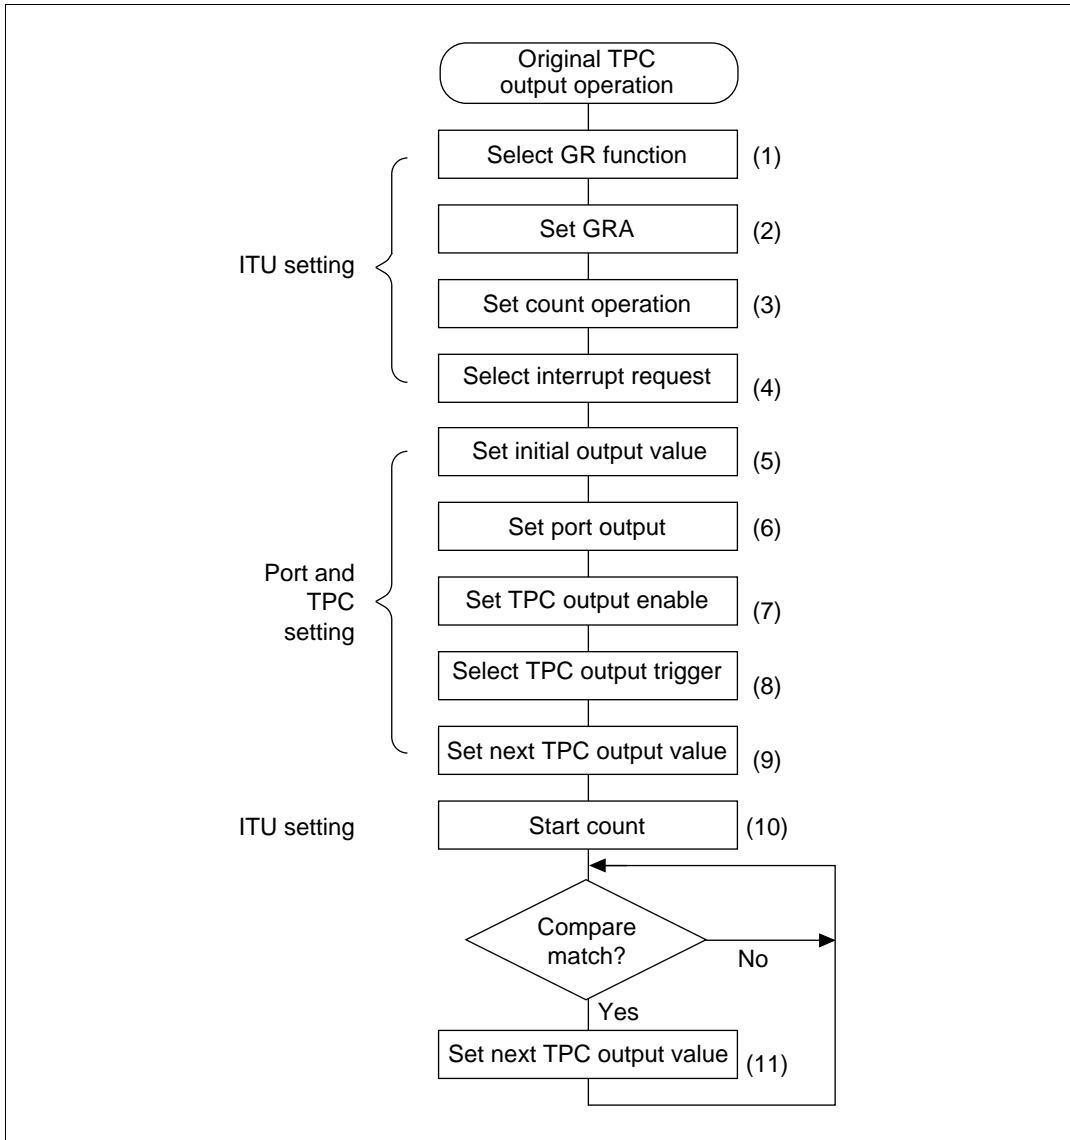 Original TPC
output operation
Select GR function (1)
Set GRA (2)
ITU setting
Set count operation (3)
Select interrupt request (4)
Set initial output value (5)
Set port output (6)
Port and
TPC
setting
Set TPC output enable (7)
Select TPC output trigger (8)
Set next TPC output value (9)
ITU setting
Start count (10)
Compare
match?
No
Yes
Set next TPC output value (11)